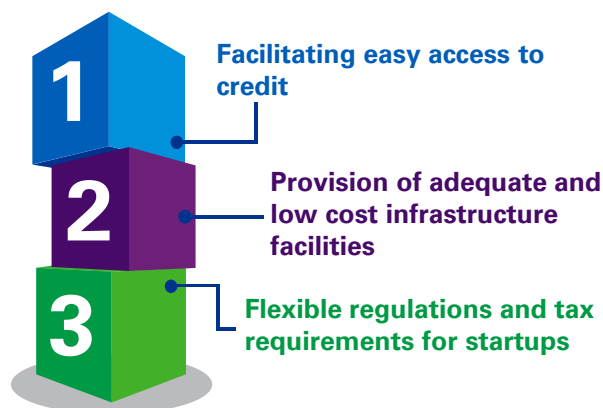 1
Facilitating easy access to
credit
2
Provision of adequate and
low cost infrastructure
facilities
3
Flexible regulations and tax
requirements for startups